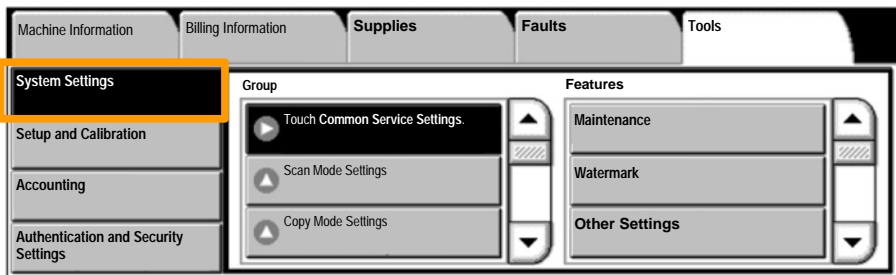 Machine Information
Billing Information
Supplies
Faults
Tools
System Settings
Setup and Calibration
Accounting
Authentication and Security
Settings
Group
Touch Common Service Settings.
Scan Mode Settings
Copy Mode Settings
Features
Maintenance
Watermark
Other Settings